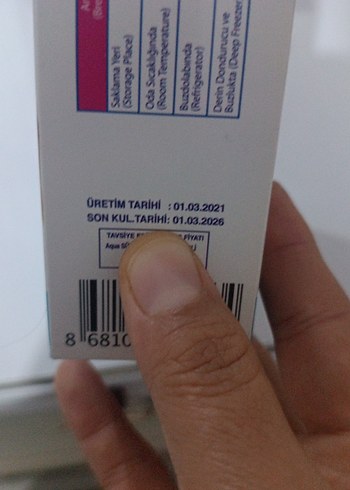 Saklama Yeri
(Storage Place)
Oda Sıcaklığında
(Room Temperature)
Buzdolabında
(Refrigerator)
Derin Dondurucu ve
Buzlukta (Deep Freezer
ÜRETİM TARİHİ : 01.03.2021
SON KUL.TARİHİ: 01.03.2026
TAVSİYE FİYATI
8 6810